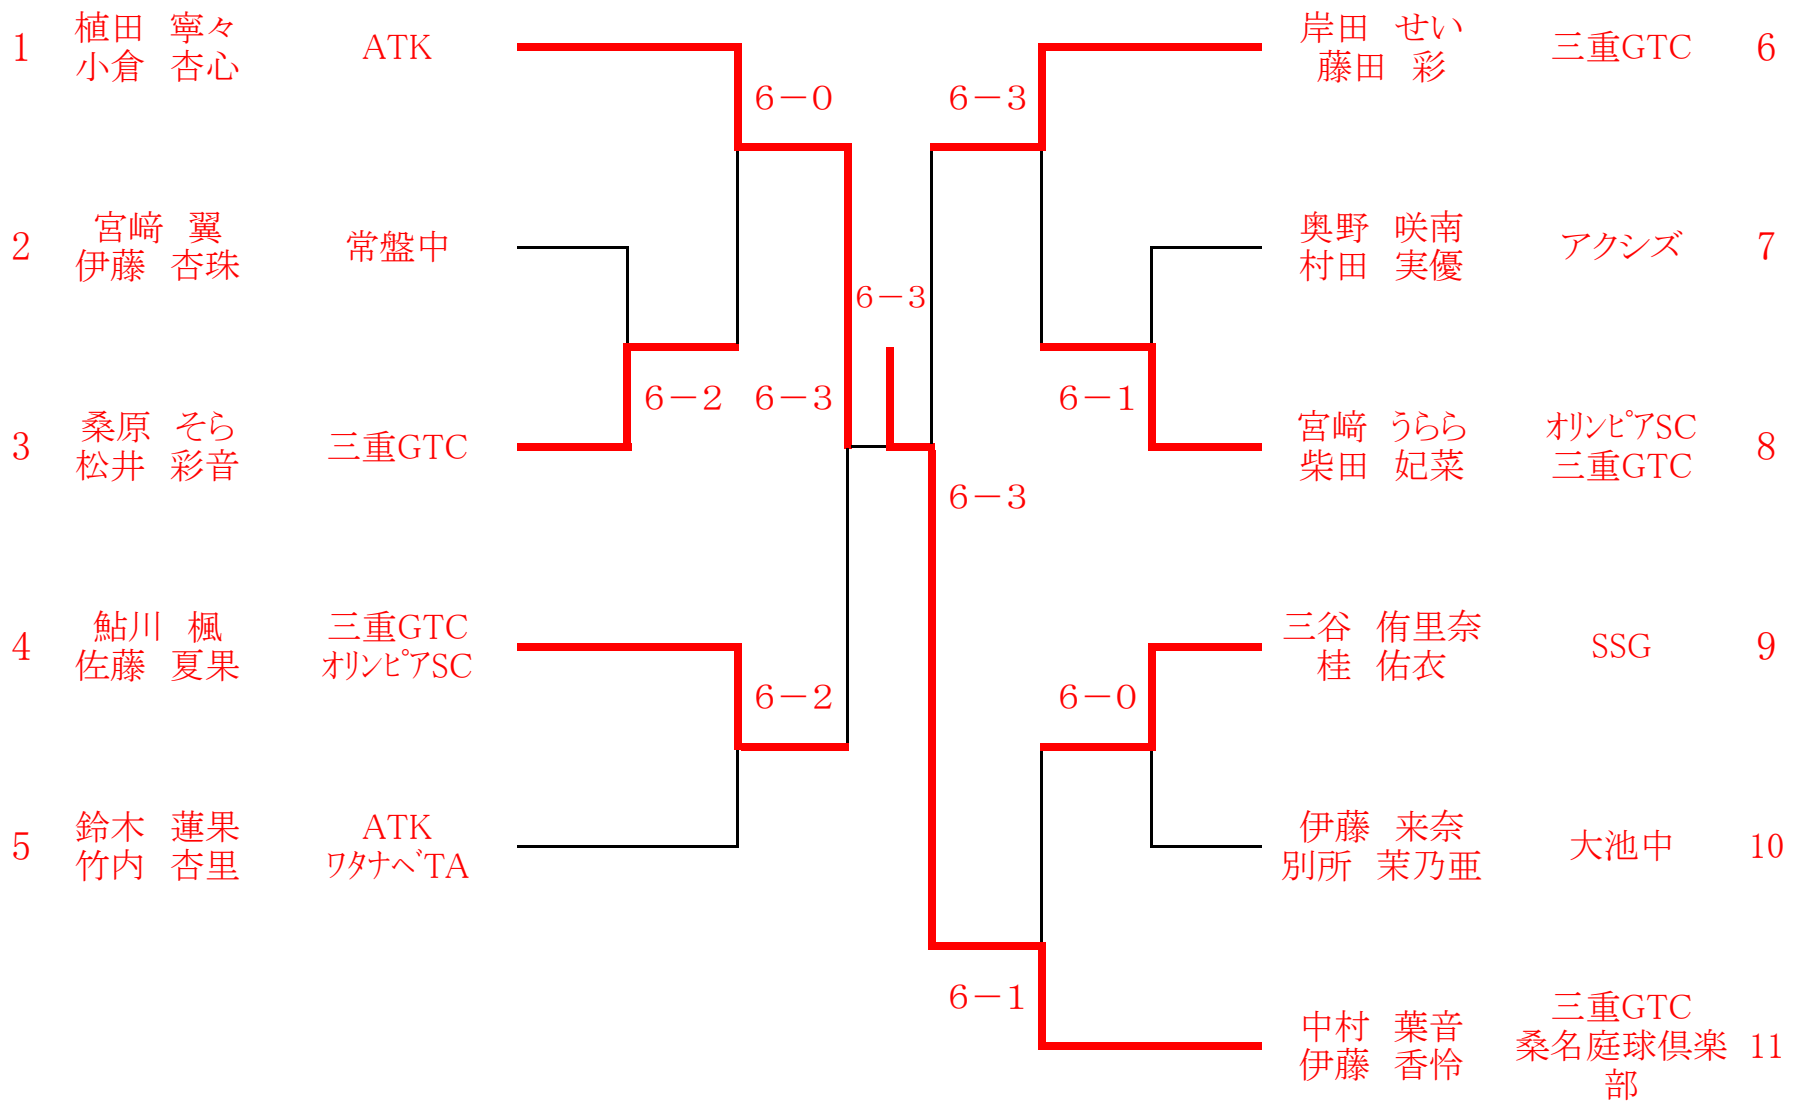 1 植田 寧々 ATK
小倉 杏心
6－0
2 宮﨑 翼 常盤中
伊藤 杏珠
3 桑原 そら 三重GTC
松井 彩音
6－2 6－3
4 鮎川 楓 三重GTC
佐藤 夏果 オリンピアSC
6－2
5 鈴木 蓮果 ATK
竹内 杏里 ワタナベTA
6－3
岸田 せい 三重GTC 6
藤田 彩
6－3
奥野 咲南 アクシズ 7
村田 実優
6－1
宮﨑 うらら オリンピアSC 8
柴田 妃菜 三重GTC
6－3
三谷 侑里奈 SSG 9
桂 佑衣
6－0
伊藤 来奈 大池中 10
別所 茉乃亜
6－1
中村 葉音 三重GTC 11
伊藤 香怜 桑名庭球倶楽
部